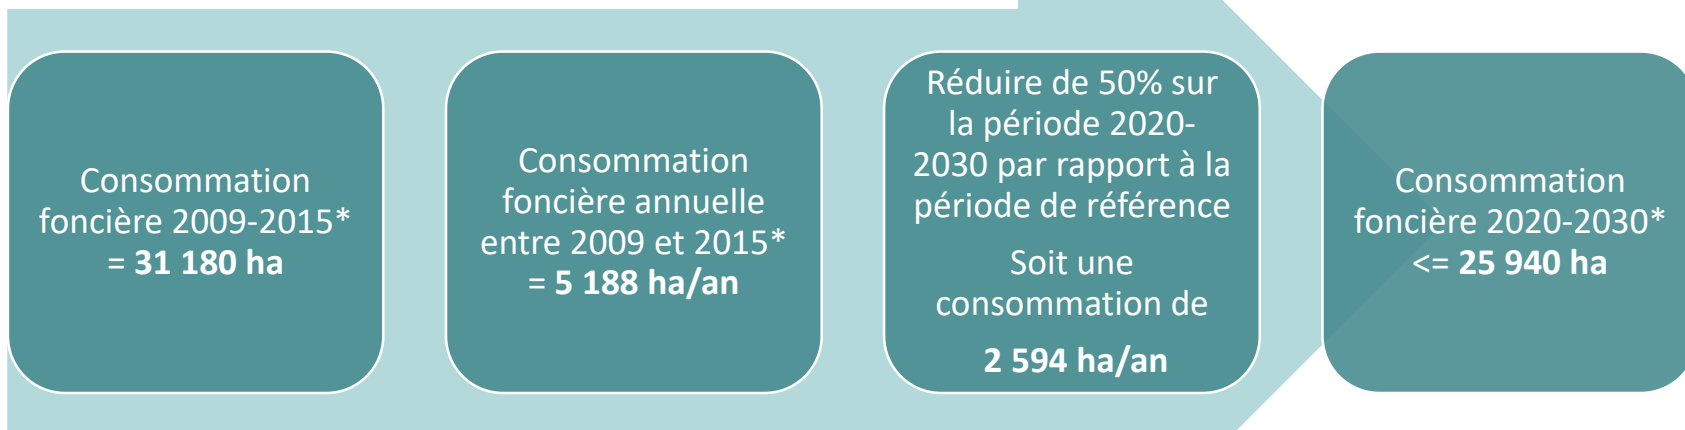 Consommation
foncière 2009-2015*
= 31 180 ha
Consommation
foncière annuelle
entre 2009 et 2015*
= 5 188 ha/an
Réduire de 50% sur
la période 2020-
2030 par rapport à la
période de référence
Soit une
consommation de
2 594 ha/an
Consommation
foncière 2020-2030*
<= 25 940 ha